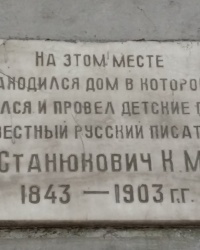 На этом месте
аходился дом в которо
лся и провел детские г
вестный русский писат
Станюкович К.М
1843 — 1903 г.г.